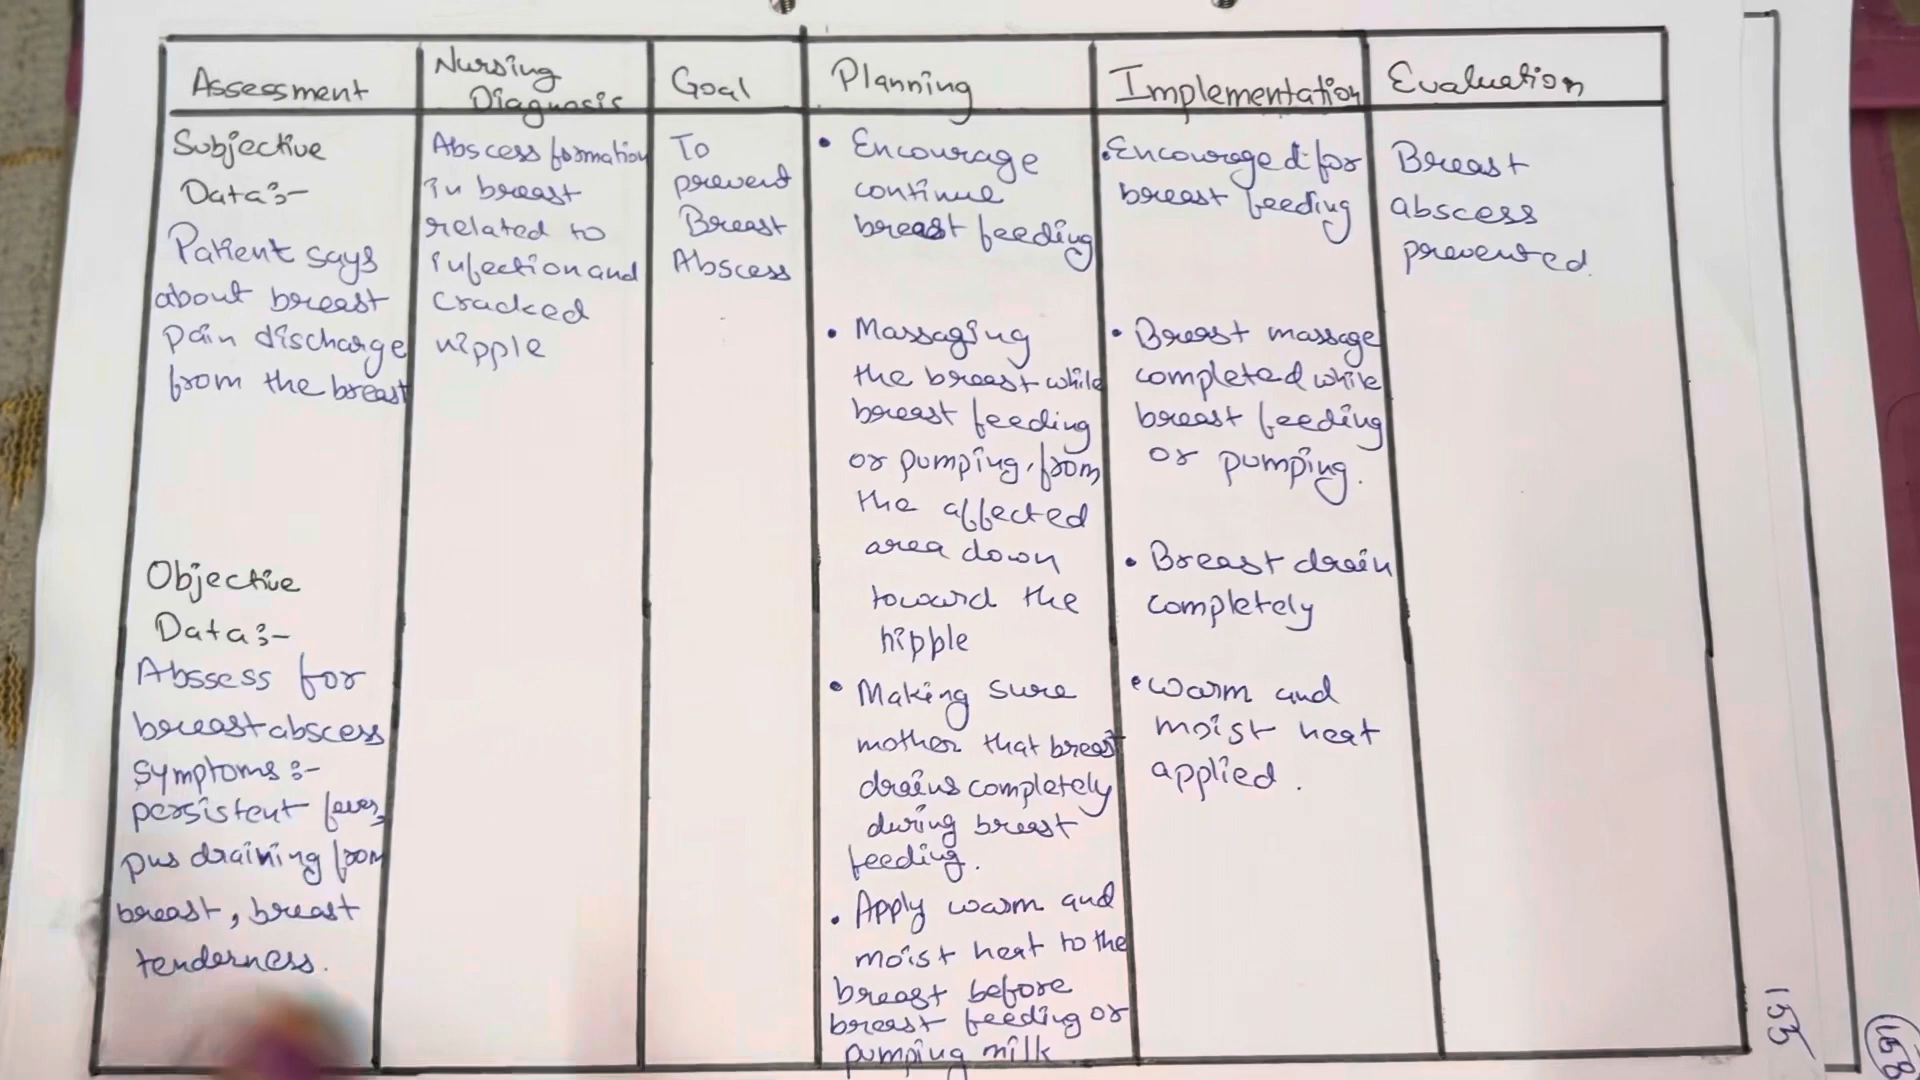 Assessment
Subjective
Data:-
Patient says
about breast
pain discharge
from the breast
Objective
Data:-
Abssess for
breast abscess
symptoms:-
persistent fever,
pus draining from
breast, breast
tenderness.
Nursing
Diagnosis
Abscess formation
in breast
related to
infection and
cracked
nipple
Goal
To
prevent
Breast
Abscess
Planning
• Encourage
continue
breast feeding
• Massaging
the breast while
breast feeding
or pumping, from
the affected
area down
toward the
nipple
• Making sure
mother that breast
drains completely
during breast
feeding.
• Apply warm and
moist heat to the
breast before
breast feeding or
pumping milk
Implementation
• Encouraged for
breast feeding
• Breast massage
completed while
breast feeding
or pumping.
• Breast drain
completely
• warm and
moist heat
applied.
Evaluation
Breast
abscess
prevented.
155
158